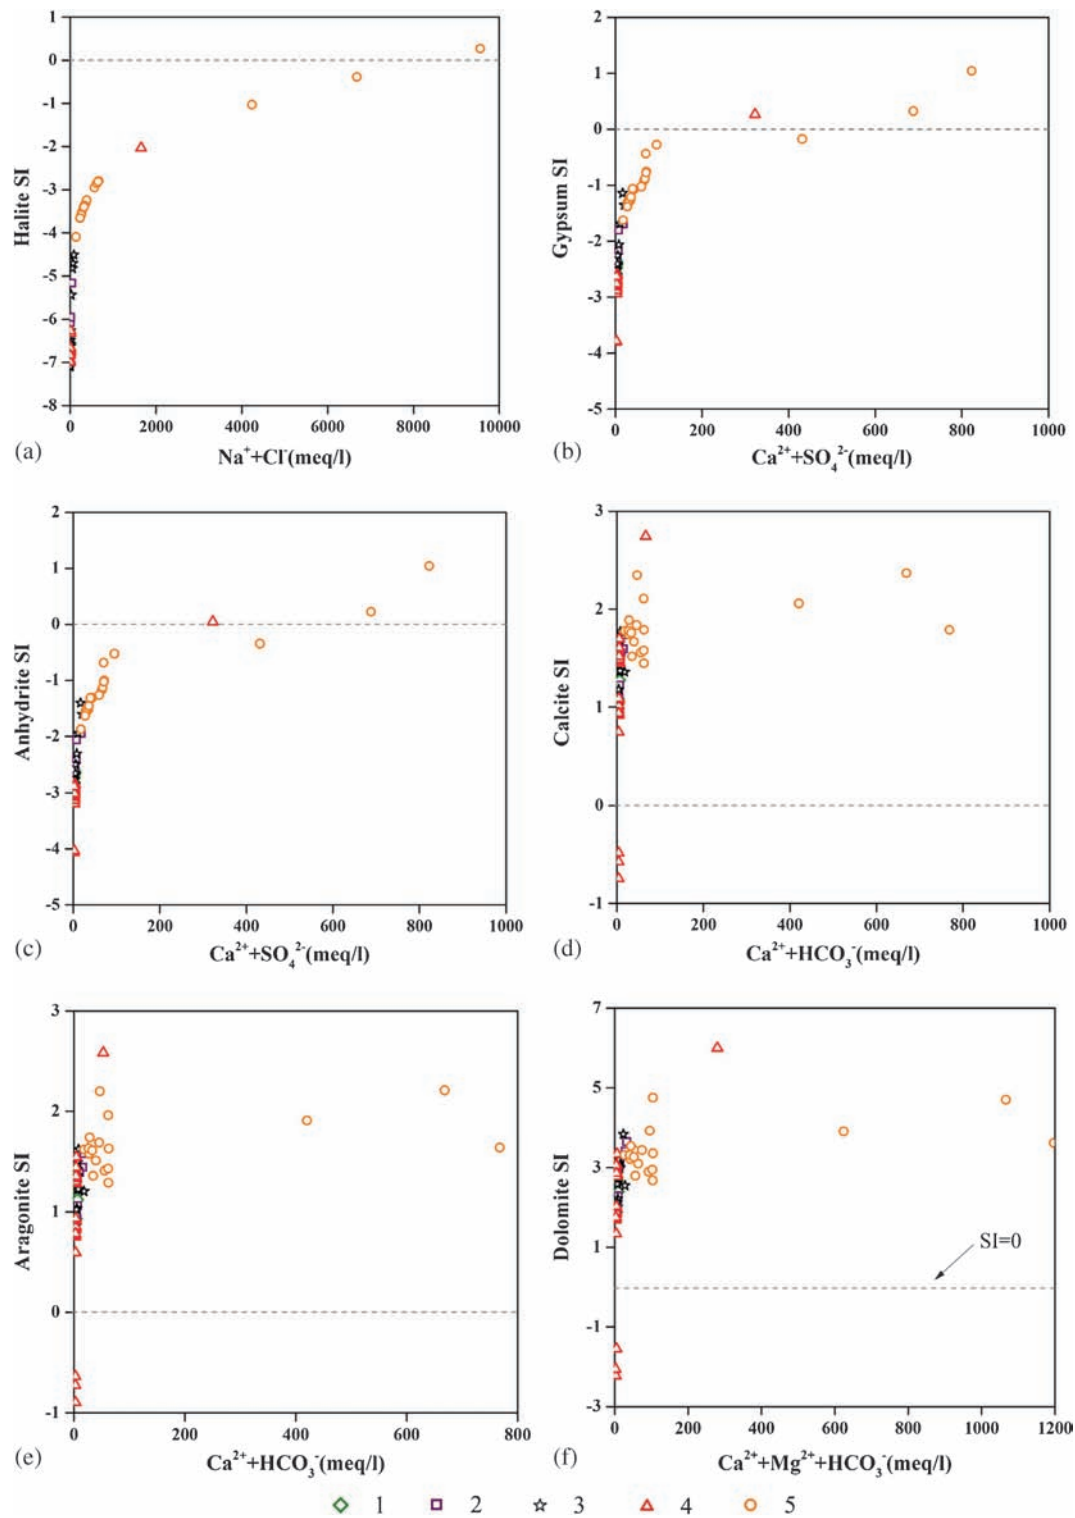 1
0
-1
-2
-3
-4
-5
-6
-7
-8
Halite SI
0 2000 4000 6000 8000 10000
(a) Na⁺+Cl⁻(meq/l)
2
1
0
-1
-2
-3
-4
-5
Gypsum SI
0 200 400 600 800 1000
(b) Ca²⁺+SO₄²⁻(meq/l)
2
1
0
-1
-2
-3
-4
-5
Anhydrite SI
0 200 400 600 800 1000
(c) Ca²⁺+SO₄²⁻(meq/l)
3
2
1
0
-1
Calcite SI
0 200 400 600 800 1000
(d) Ca²⁺+HCO₃⁻(meq/l)
3
2
1
0
-1
Aragonite SI
0 200 400 600 800
(e) Ca²⁺+HCO₃⁻(meq/l)
7
5
3
1
-1
-3
Dolomite SI
SI=0
0 200 400 600 800 1000 1200
(f) Ca²⁺+Mg²⁺+HCO₃⁻(meq/l)
1 2 3 4 5